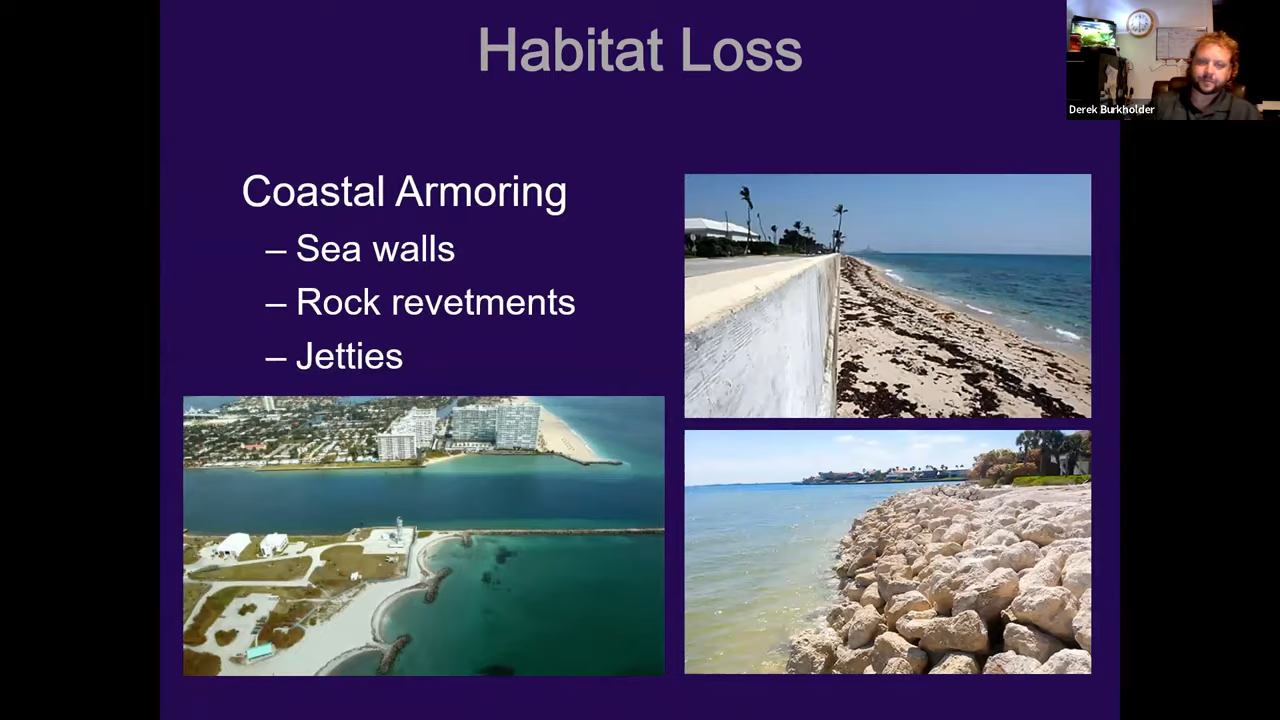 Habitat Loss
Derek Burkholder
Coastal Armoring
– Sea walls
– Rock revetments
– Jetties